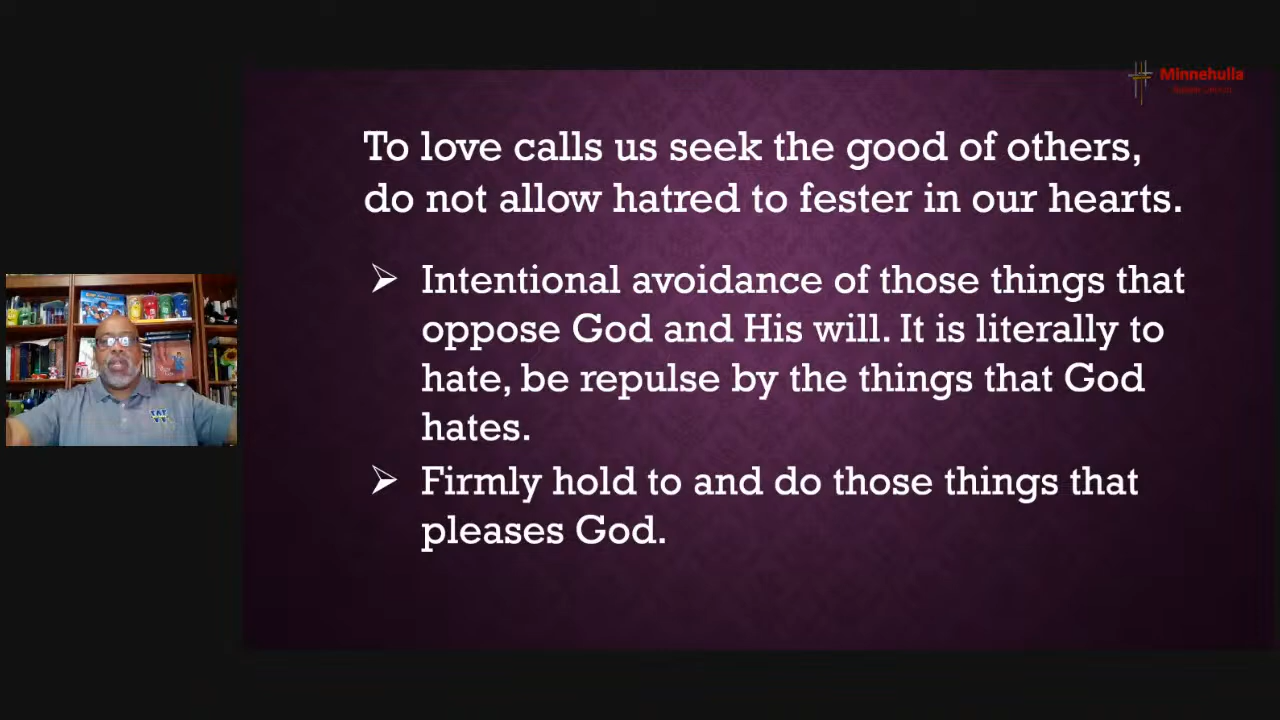 Minnehulla
Baptist Church
To love calls us seek the good of others,
do not allow hatred to fester in our hearts.
Intentional avoidance of those things that
oppose God and His will. It is literally to
hate, be repulse by the things that God
hates.
Firmly hold to and do those things that
pleases God.